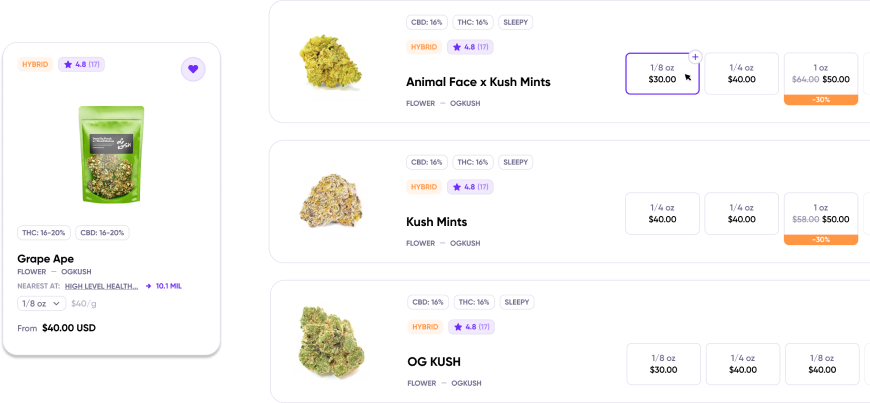 HYBRID
4.8 (17)
KUSH
THC: 16-20%
CBD: 16-20%
Grape Ape
FLOWER — OGKUSH
NEAREST AT: HIGH LEVEL HEALTH... 10.1 MIL
1/8 oz
$40/g
From $40.00 USD
CBD: 16%
THC: 16%
SLEEPY
HYBRID
4.8 (17)
Animal Face x Kush Mints
FLOWER — OGKUSH
1/8 oz
$30.00
+
1/4 oz
$40.00
1 oz
$64.00 $50.00
-30%
CBD: 16%
THC: 16%
SLEEPY
HYBRID
4.8 (17)
Kush Mints
FLOWER — OGKUSH
1/4 oz
$40.00
1/4 oz
$40.00
1 oz
$58.00 $50.00
-30%
CBD: 16%
THC: 16%
SLEEPY
HYBRID
4.8 (17)
OG KUSH
FLOWER — OGKUSH
1/8 oz
$30.00
1/4 oz
$40.00
1/8 oz
$40.00